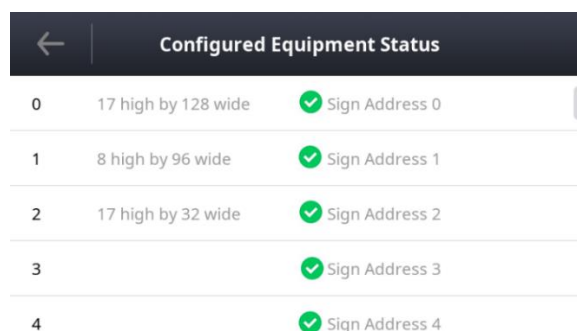 Configured Equipment Status
0 17 high by 128 wide Sign Address 0
1 8 high by 96 wide Sign Address 1
2 17 high by 32 wide Sign Address 2
3 Sign Address 3
4 Sign Address 4